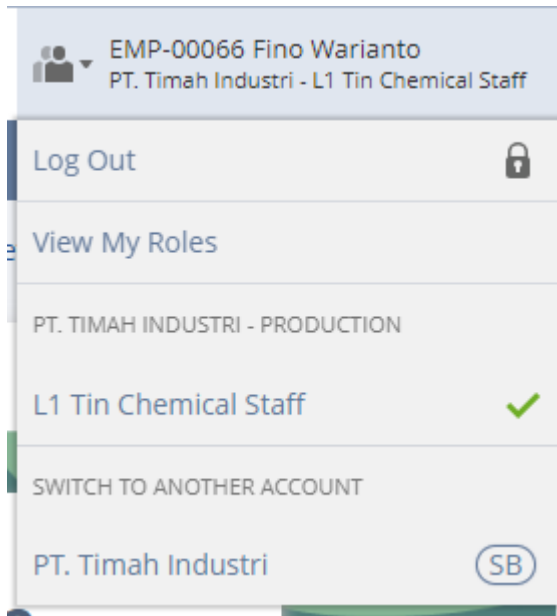 EMP-00066 Fino Warianto
PT. Timah Industri - L1 Tin Chemical Staff
Log Out
View My Roles
PT. TIMAH INDUSTRI - PRODUCTION
L1 Tin Chemical Staff
SWITCH TO ANOTHER ACCOUNT
PT. Timah Industri SB